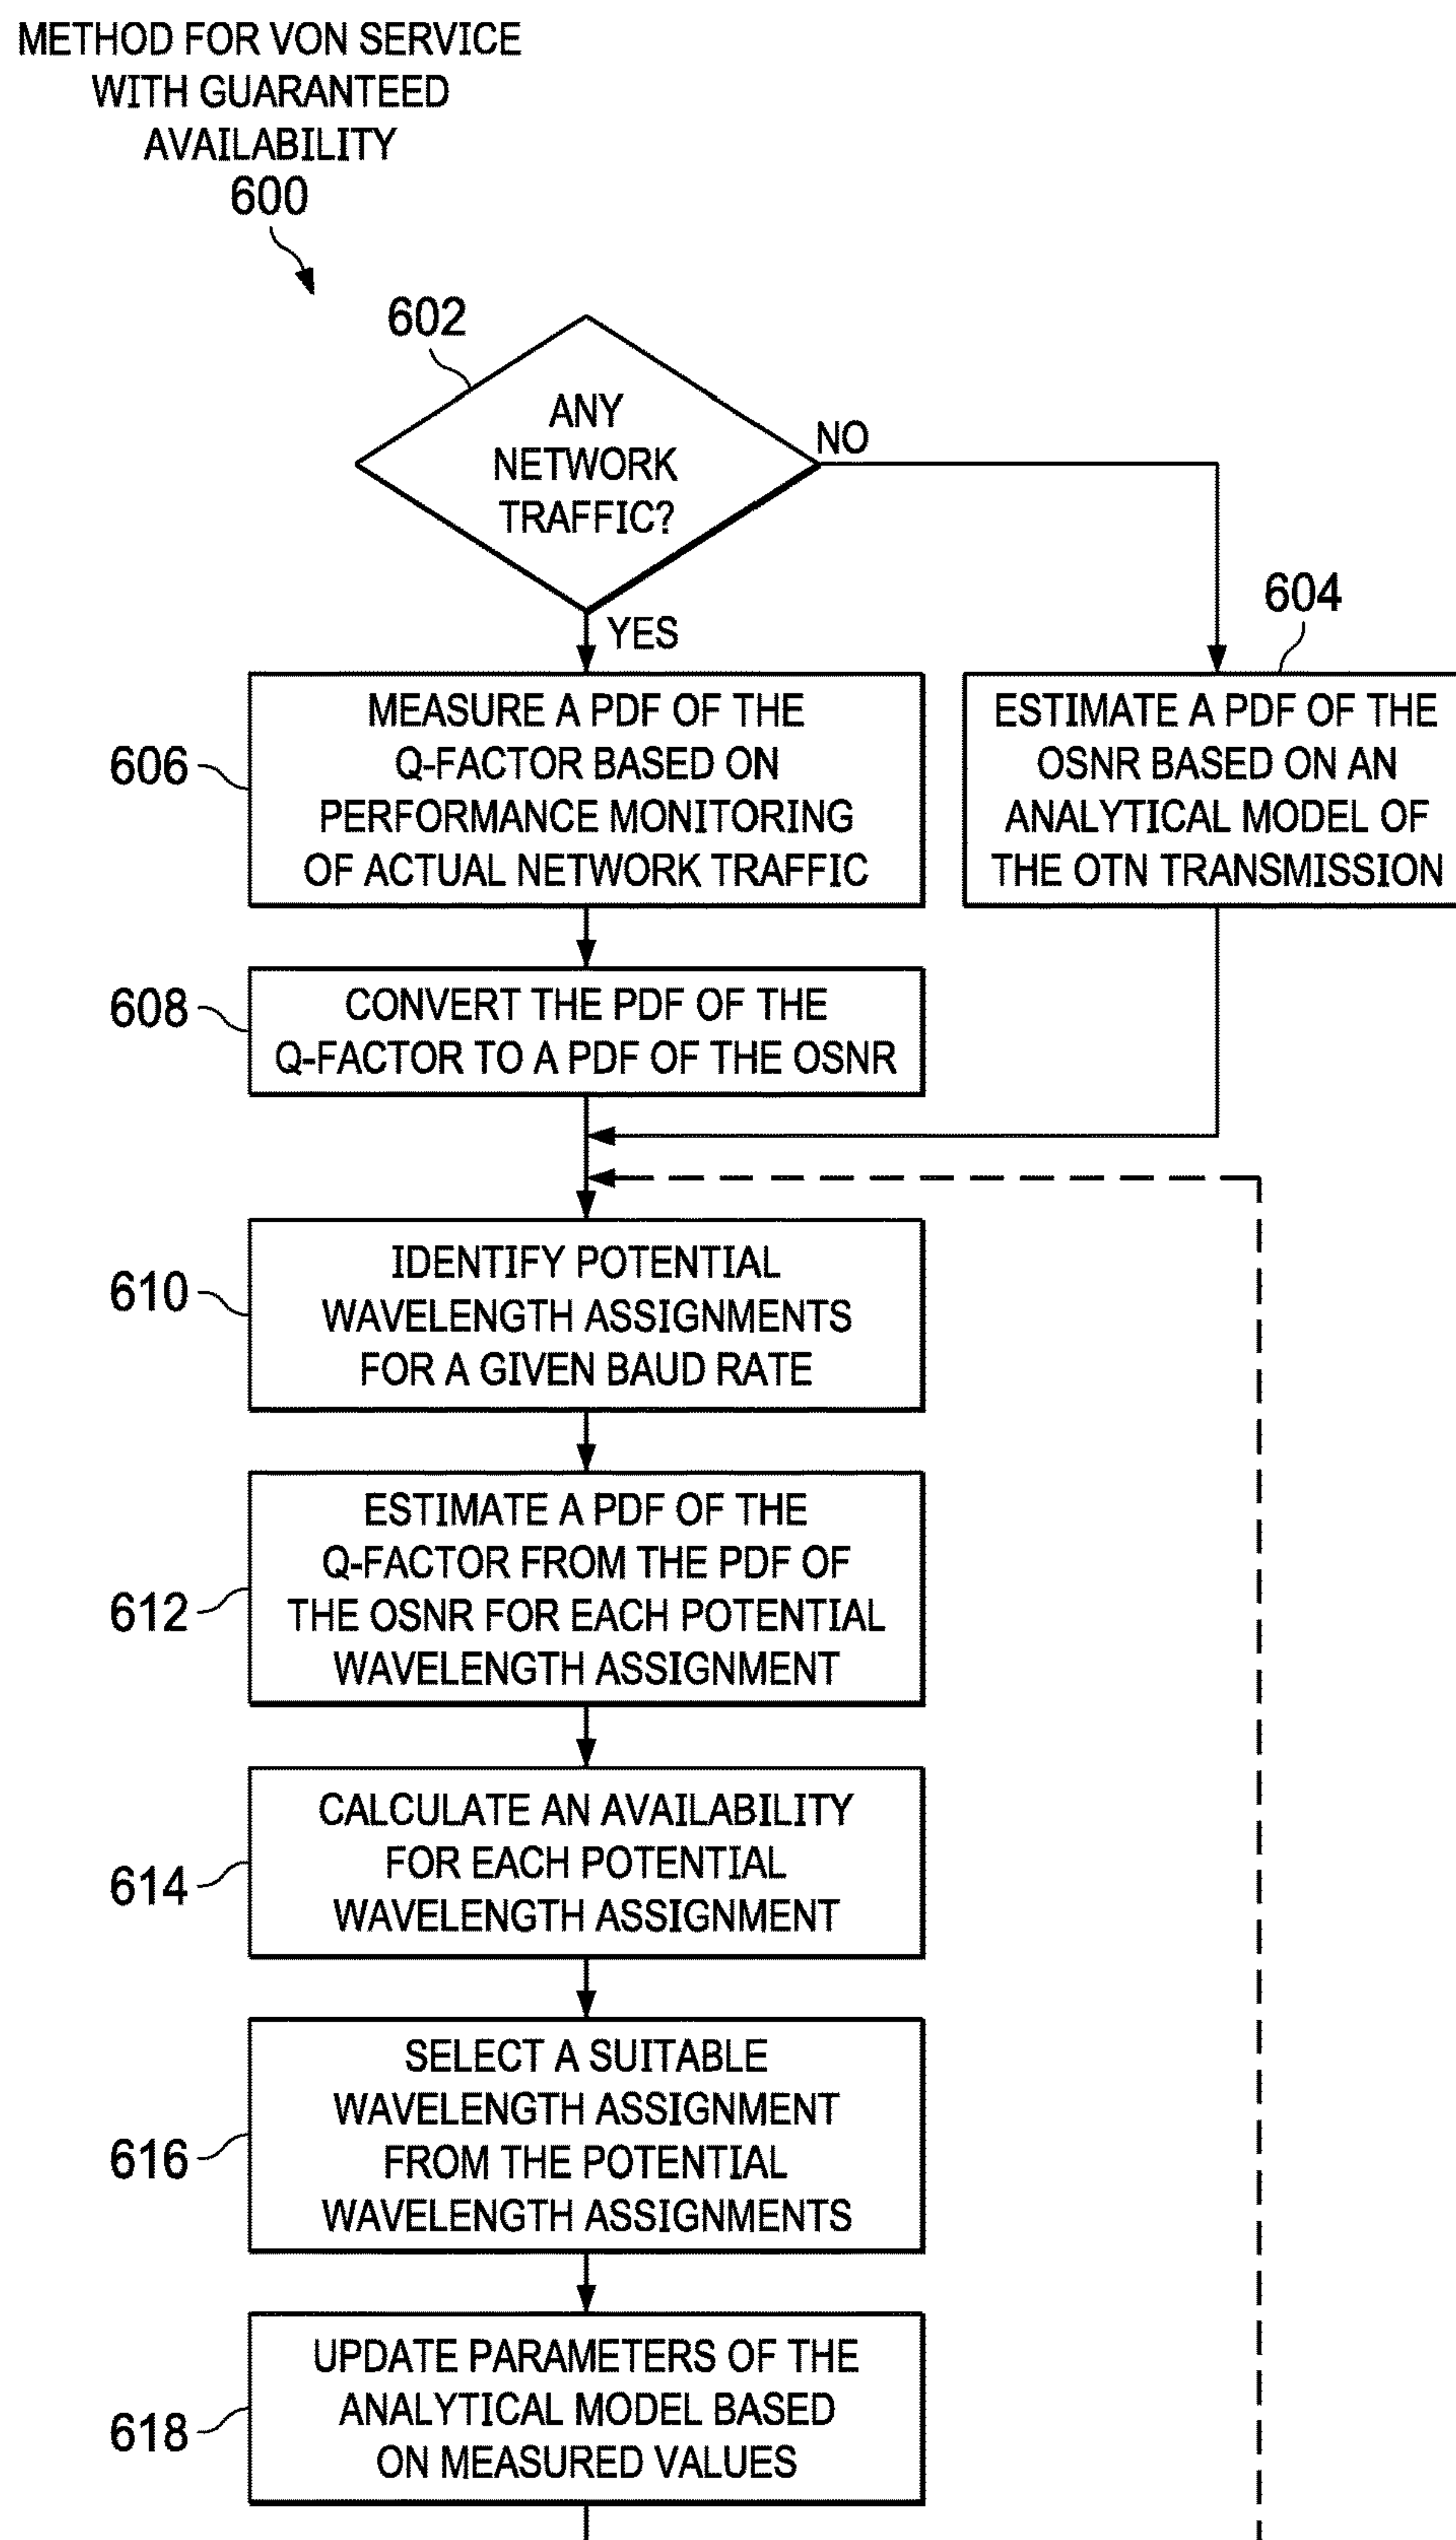 METHOD FOR VON SERVICE
WITH GUARANTEED
AVAILABILITY
600
602
ANY
NETWORK
TRAFFIC?
NO
YES
604
606
MEASURE A PDF OF THE
Q-FACTOR BASED ON
PERFORMANCE MONITORING
OF ACTUAL NETWORK TRAFFIC
ESTIMATE A PDF OF THE
OSNR BASED ON AN
ANALYTICAL MODEL OF
THE OTN TRANSMISSION
608
CONVERT THE PDF OF THE
Q-FACTOR TO A PDF OF THE OSNR
610
IDENTIFY POTENTIAL
WAVELENGTH ASSIGNMENTS
FOR A GIVEN BAUD RATE
612
ESTIMATE A PDF OF THE
Q-FACTOR FROM THE PDF OF
THE OSNR FOR EACH POTENTIAL
WAVELENGTH ASSIGNMENT
614
CALCULATE AN AVAILABILITY
FOR EACH POTENTIAL
WAVELENGTH ASSIGNMENT
616
SELECT A SUITABLE
WAVELENGTH ASSIGNMENT
FROM THE POTENTIAL
WAVELENGTH ASSIGNMENTS
618
UPDATE PARAMETERS OF THE
ANALYTICAL MODEL BASED
ON MEASURED VALUES